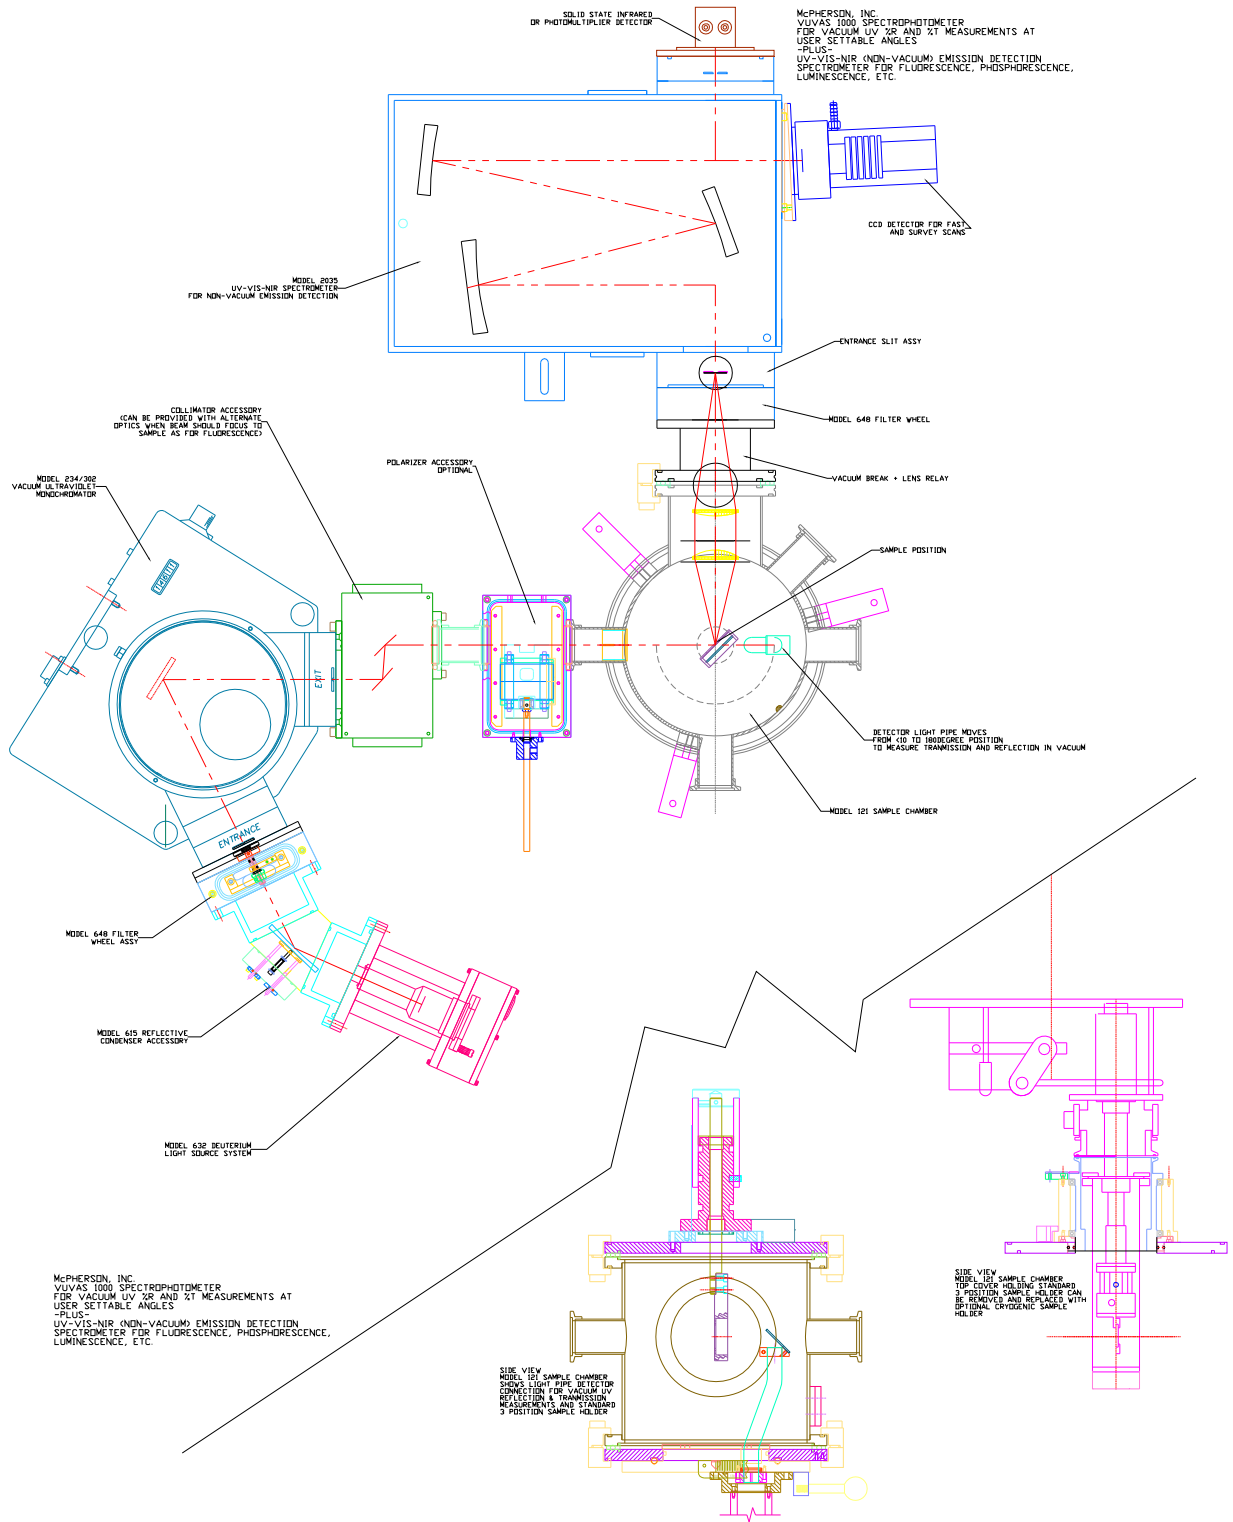 SOLID STATE INFRARED
OR PHOTOMULTIPLIER DETECTOR
McPHERSON, INC.
VUVAS 1000 SPECTROPHOTOMETER
FOR VACUUM UV %R AND %T MEASUREMENTS AT
USER SETTABLE ANGLES
-PLUS-
UV-VIS-NIR (NON-VACUUM) EMISSION DETECTION
SPECTROMETER FOR FLUORESCENCE, PHOSPHORESCENCE,
LUMINESCENCE, ETC.
CCD DETECTOR FOR FAST
AND SURVEY SCANS
MODEL 2035
UV-VIS-NIR SPECTROMETER
FOR NON-VACUUM EMISSION DETECTION
ENTRANCE SLIT ASSY
COLLIMATOR ACCESSORY
(CAN BE PROVIDED WITH ALTERNATE
OPTICS WHEN BEAM SHOULD FOCUS TO
SAMPLE AS FOR FLUORESCENCE)
MODEL 648 FILTER WHEEL
POLARIZER ACCESSORY
OPTIONAL
MODEL 234/302
VACUUM ULTRAVIOLET
MONOCHROMATOR
VACUUM BREAK + LENS RELAY
SAMPLE POSITION
EXIT
DETECTOR LIGHT PIPE MOVES
FROM <10 TO 180DEGREE POSITION
TO MEASURE TRANMISSION AND REFLECTION IN VACUUM
MODEL 121 SAMPLE CHAMBER
ENTRANCE
MODEL 648 FILTER
WHEEL ASSY
MODEL 615 REFLECTIVE
CONDENSER ACCESSORY
MODEL 632 DEUTERIUM
LIGHT SOURCE SYSTEM
McPHERSON, INC.
VUVAS 1000 SPECTROPHOTOMETER
FOR VACUUM UV %R AND %T MEASUREMENTS AT
USER SETTABLE ANGLES
-PLUS-
UV-VIS-NIR (NON-VACUUM) EMISSION DETECTION
SPECTROMETER FOR FLUORESCENCE, PHOSPHORESCENCE,
LUMINESCENCE, ETC.
SIDE VIEW
MODEL 121 SAMPLE CHAMBER
TOP COVER HOLDING STANDARD
3 POSITION SAMPLE HOLDER CAN
BE REMOVED AND REPLACED WITH
OPTIONAL CRYOGENIC SAMPLE
HOLDER
SIDE VIEW
MODEL 121 SAMPLE CHAMBER
SHOWS LIGHT PIPE DETECTOR
CONNECTION FOR VACUUM UV
REFLECTION & TRANMISSION
MEASUREMENTS AND STANDARD
3 POSITION SAMPLE HOLDER